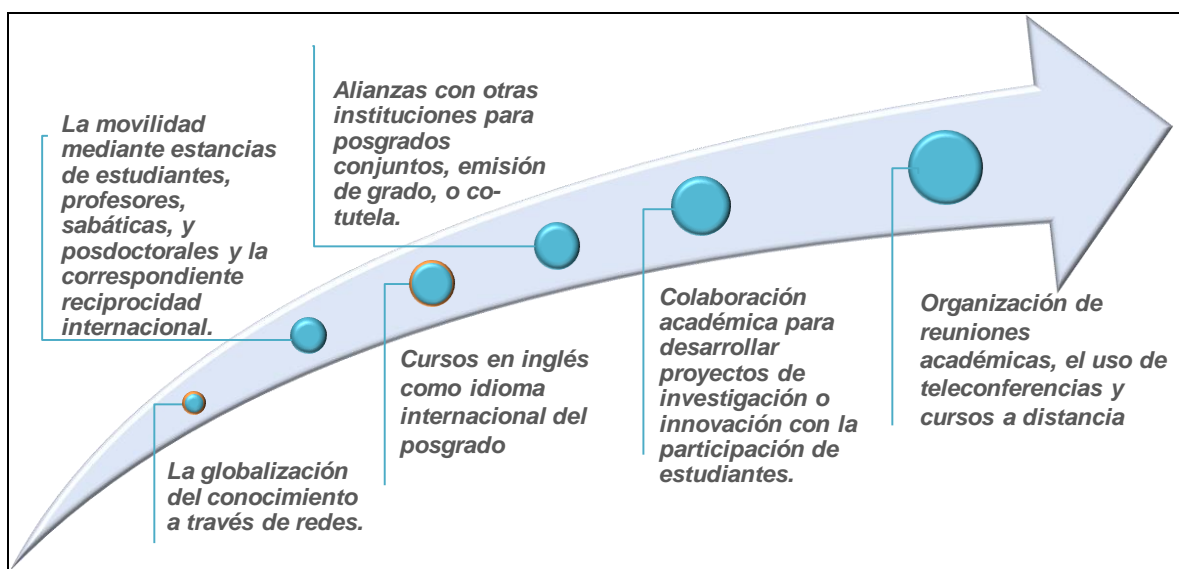 La movilidad
mediante estancias
de estudiantes,
profesores,
sabáticas, y
posdoctorales y la
correspondiente
reciprocidad
internacional.
Alianzas con otras
instituciones para
posgrados
conjuntos, emisión
de grado, o co-
tutela.
La globalización
del conocimiento
a través de redes.
Cursos en inglés
como idioma
internacional del
posgrado
Colaboración
académica para
desarrollar
proyectos de
investigación o
innovación con la
participación de
estudiantes.
Organización de
reuniones
académicas, el uso de
teleconferencias y
cursos a distancia